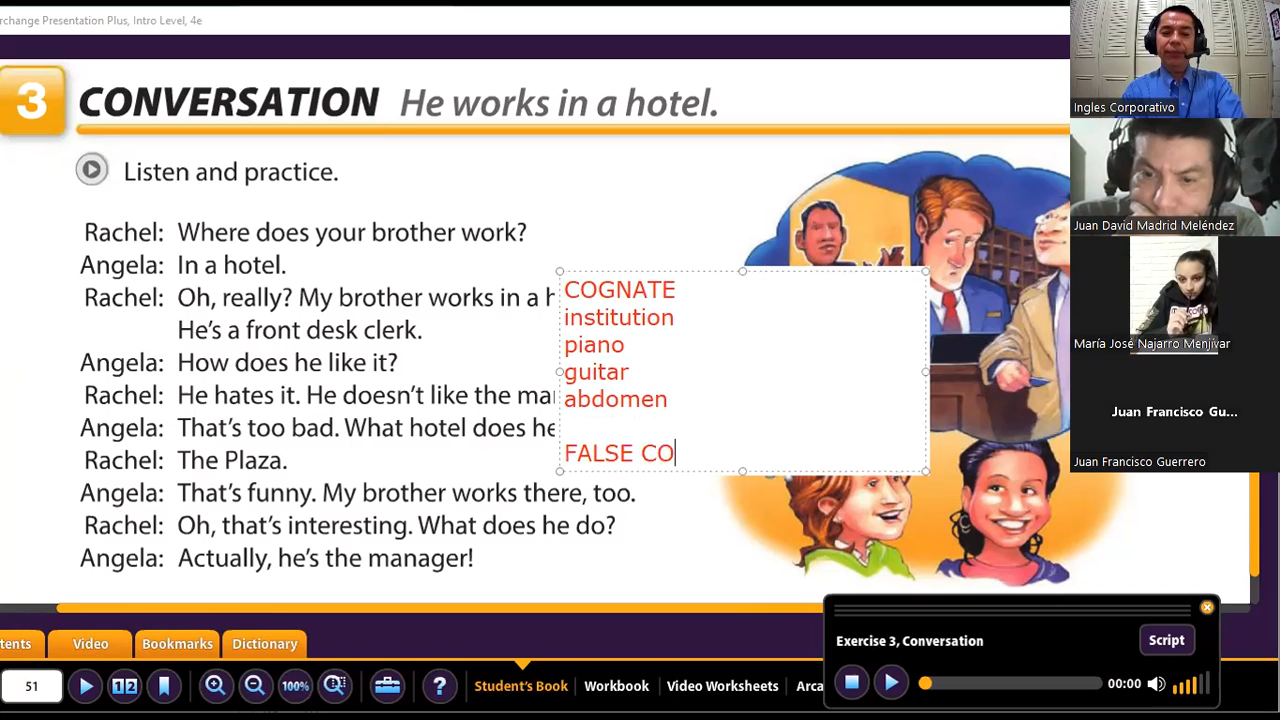 rchange Presentation Plus, Intro Level, 4e
3 CONVERSATION He works in a hotel.
Listen and practice.
Rachel: Where does your brother work?
Angela: In a hotel.
Rachel: Oh, really? My brother works in a h
He's a front desk clerk.
Angela: How does he like it?
Rachel: He hates it. He doesn't like the ma
Angela: That's too bad. What hotel does he
Rachel: The Plaza.
Angela: That's funny. My brother works there, too.
Rachel: Oh, that's interesting. What does he do?
Angela: Actually, he's the manager!
COGNATE
institution
piano
guitar
abdomen
FALSE CO
Ingles Corporativo
Juan David Madrid Meléndez
María José Najarro Menjívar
Juan Francisco Gu...
Juan Francisco Guerrero
Exercise 3, Conversation
Script
00:00
tents
Video
Bookmarks
Dictionary
51
12
100%
?
Student's Book
Workbook
Video Worksheets
Arca